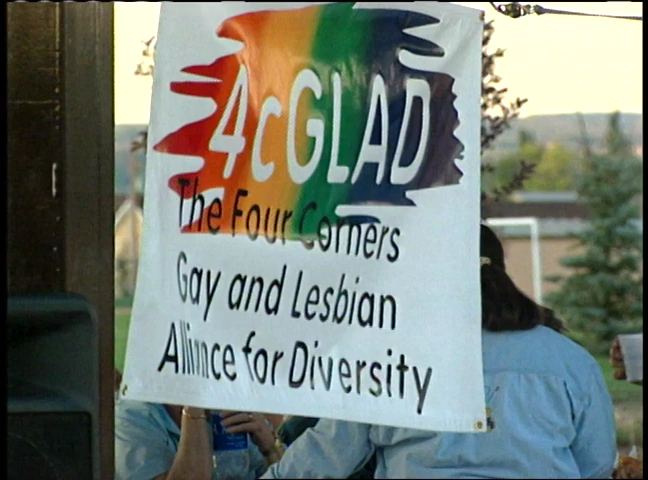 4cGLAD
The Four Corners
Gay and Lesbian
Alliance for Diversity